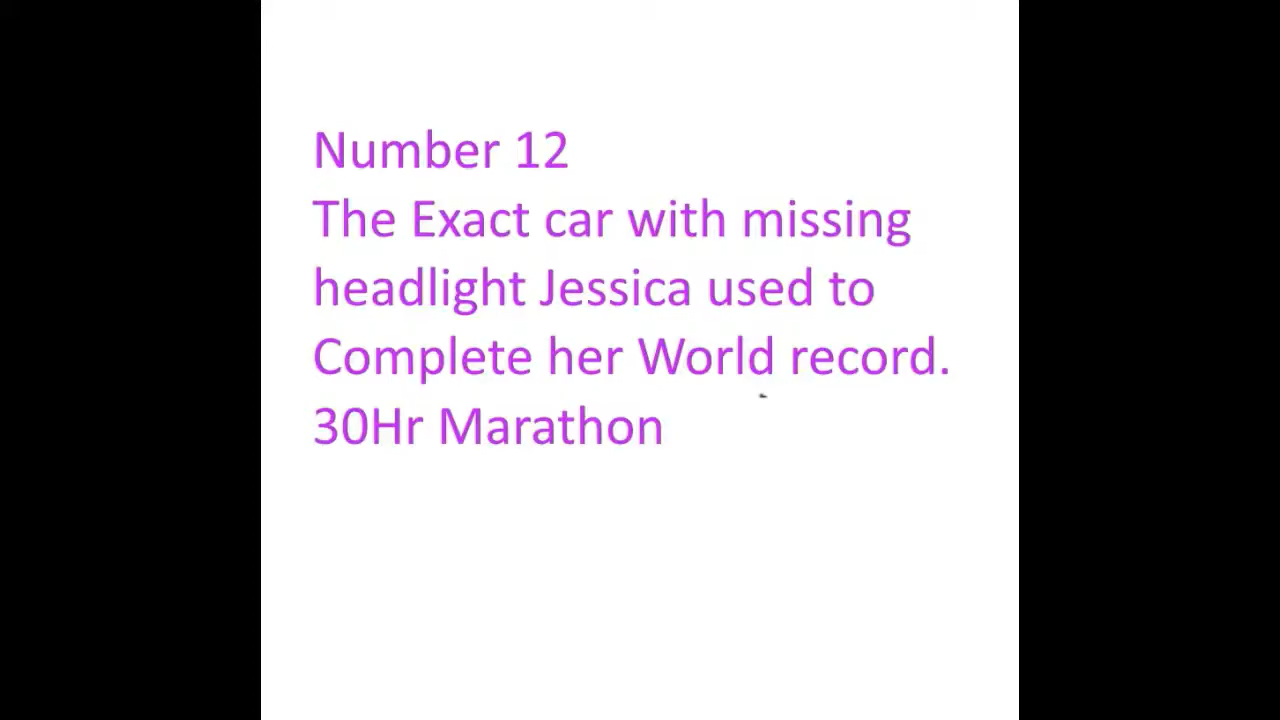 Number 12
The Exact car with missing
headlight Jessica used to
Complete her World record.
30Hr Marathon